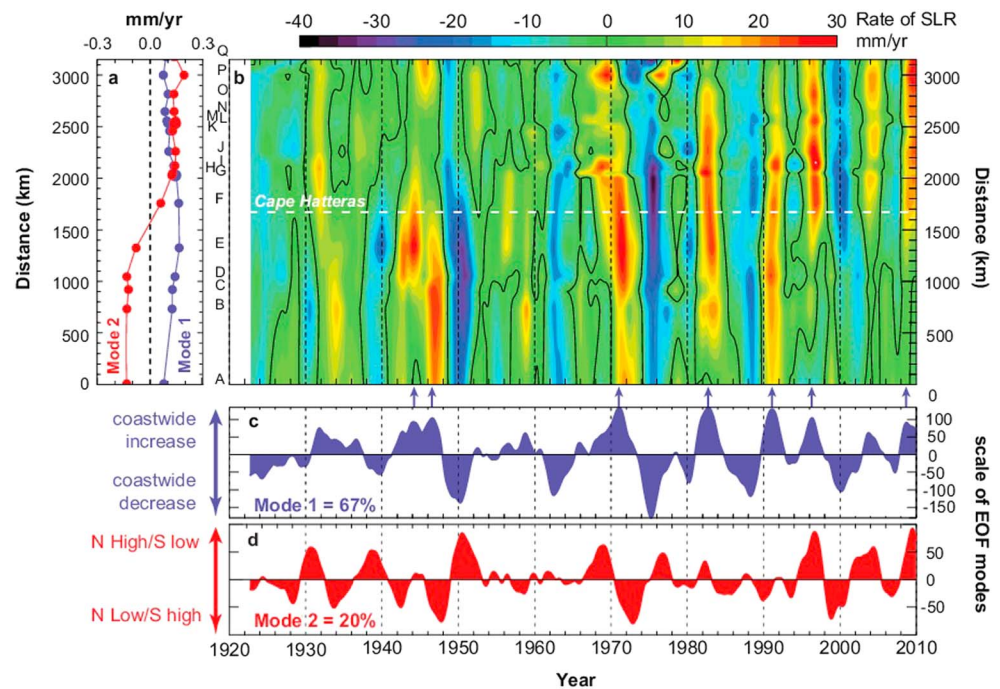 mm/yr
-0.3 0.0 0.3
-40 -30 -20 -10 0 10 20 30
Rate of SLR
mm/yr
a
b
3000
2500
2000
1500
1000
500
0
Distance (km)
Mode 2
Mode 1
Q
P
O
N
ML
K
J
I
HG
F
E
D
C
B
A
Cape Hatteras
3000
2500
2000
1500
1000
500
0
Distance (km)
coastwide
increase
coastwide
decrease
c
Mode 1 = 67%
100
50
0
-50
-100
-150
N High/S low
N Low/S high
d
Mode 2 = 20%
50
0
-50
scale of EOF modes
1920 1930 1940 1950 1960 1970 1980 1990 2000 2010
Year